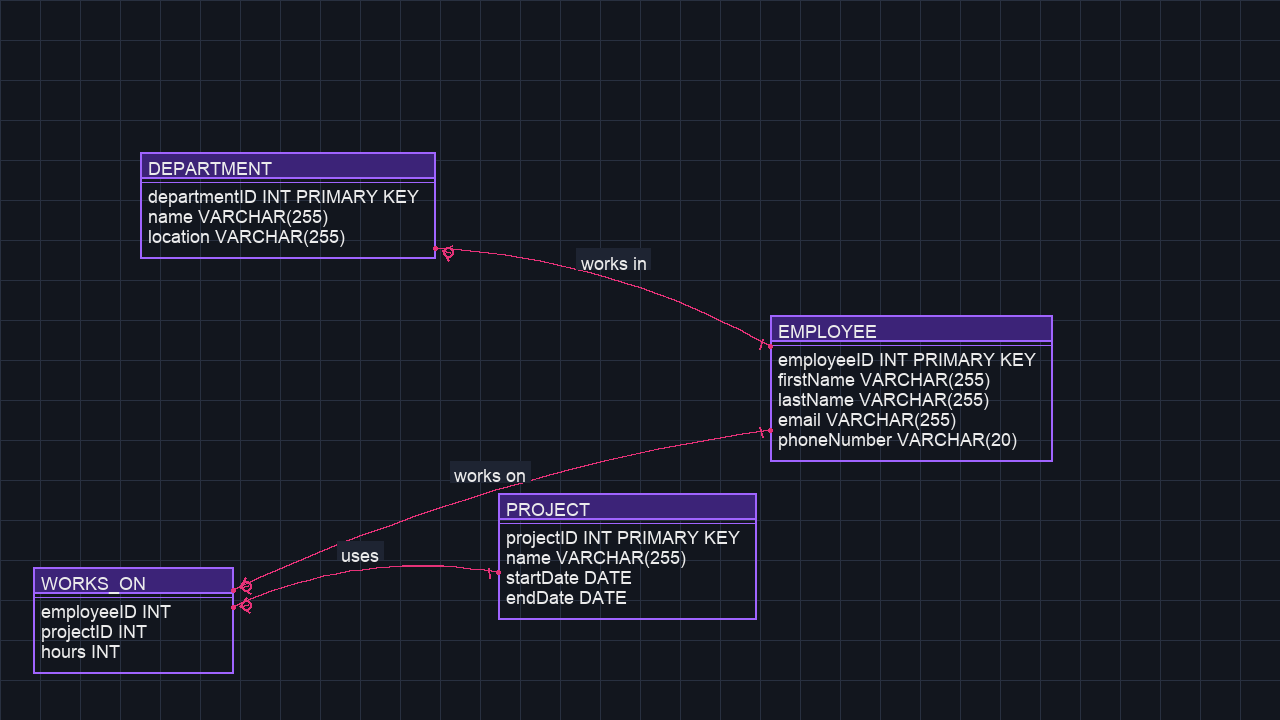 DEPARTMENT
departmentID INT PRIMARY KEY
name VARCHAR(255)
location VARCHAR(255)
works in
EMPLOYEE
employeeID INT PRIMARY KEY
firstName VARCHAR(255)
lastName VARCHAR(255)
email VARCHAR(255)
phoneNumber VARCHAR(20)
works on
PROJECT
projectID INT PRIMARY KEY
name VARCHAR(255)
startDate DATE
endDate DATE
uses
WORKS_ON
employeeID INT
projectID INT
hours INT